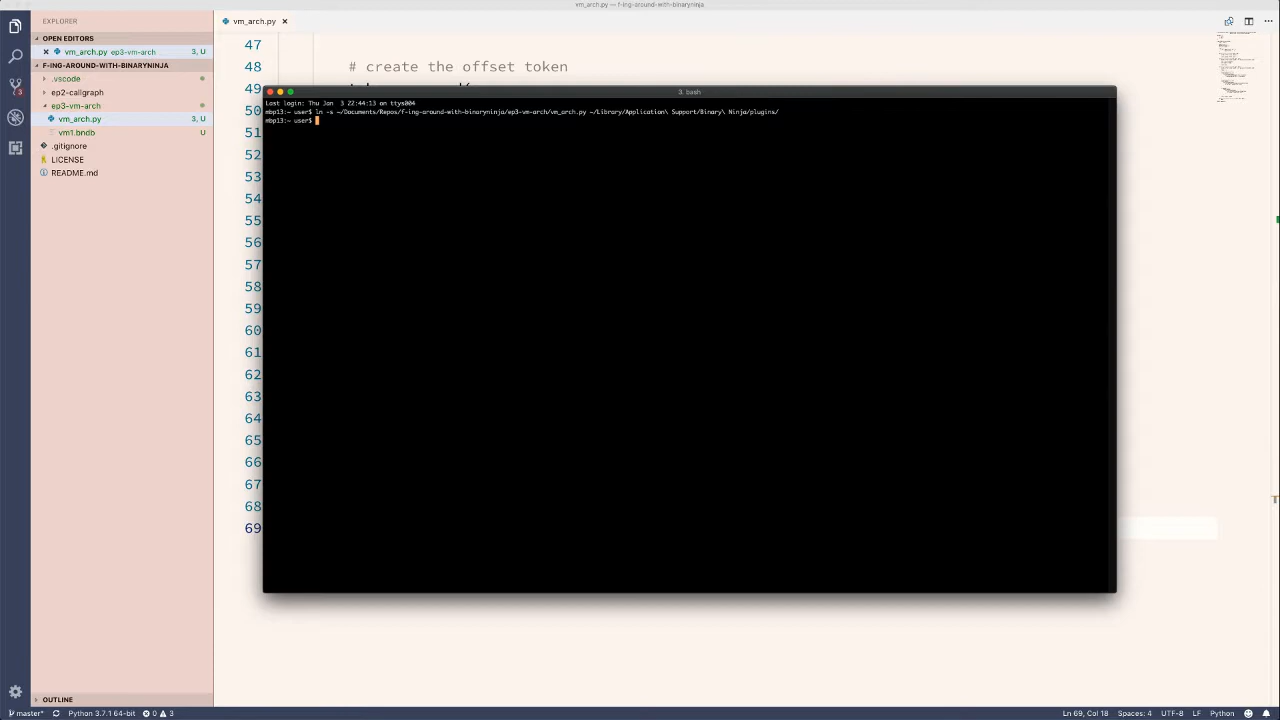 vm_arch.py — f-ing-around-with-binaryninja
EXPLORER
OPEN EDITORS
vm_arch.py ep3-vm-arch 3, U
F-ING-AROUND-WITH-BINARYNINJA
.vscode
ep2-callgraph
ep3-vm-arch
vm_arch.py 3, U
vm1.bndb U
.gitignore
LICENSE
README.md
OUTLINE
vm_arch.py
47
48 # create the offset token
49
50
51
52
53
54
55
56
57
58
59
60
61
62
63
64
65
66
67
68
69
3. bash
Last login: Thu Jan 3 22:44:13 on ttys004
mbp13:~ user$ ln -s ~/Documents/Repos/f-ing-around-with-binaryninja/ep3-vm-arch/vm_arch.py ~/Library/Application\ Support/Binary\ Ninja/plugins/
mbp13:~ user$
master* Python 3.7.1 64-bit 0 3 Ln 69, Col 18 Spaces: 4 UTF-8 LF Python